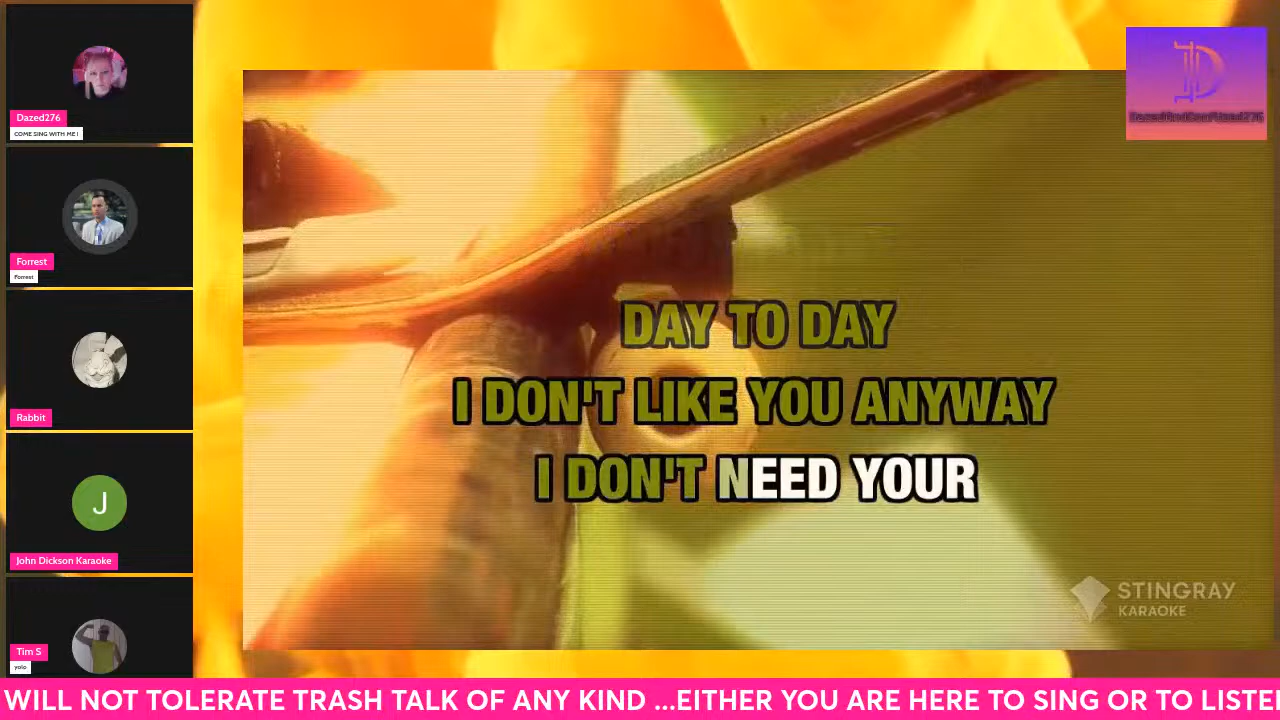 Dazed276
COME SING WITH ME !
Forrest
Forrest
Rabbit
J
John Dickson Karaoke
Tim S
yolo
DAY TO DAY
I DON'T LIKE YOU ANYWAY
I DON'T NEED YOUR
STINGRAY
KARAOKE
WILL NOT TOLERATE TRASH TALK OF ANY KIND ...EITHER YOU ARE HERE TO SING OR TO LISTEN